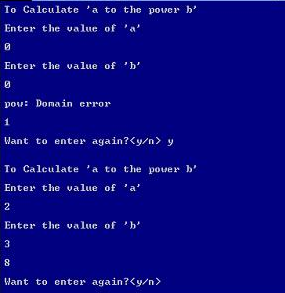 To Calculate 'a to the power b'
Enter the value of 'a'
0
Enter the value of 'b'
0
pow: Domain error
1
Want to enter again?<y/n> y
To Calculate 'a to the power b'
Enter the value of 'a'
2
Enter the value of 'b'
3
8
Want to enter again?<y/n>